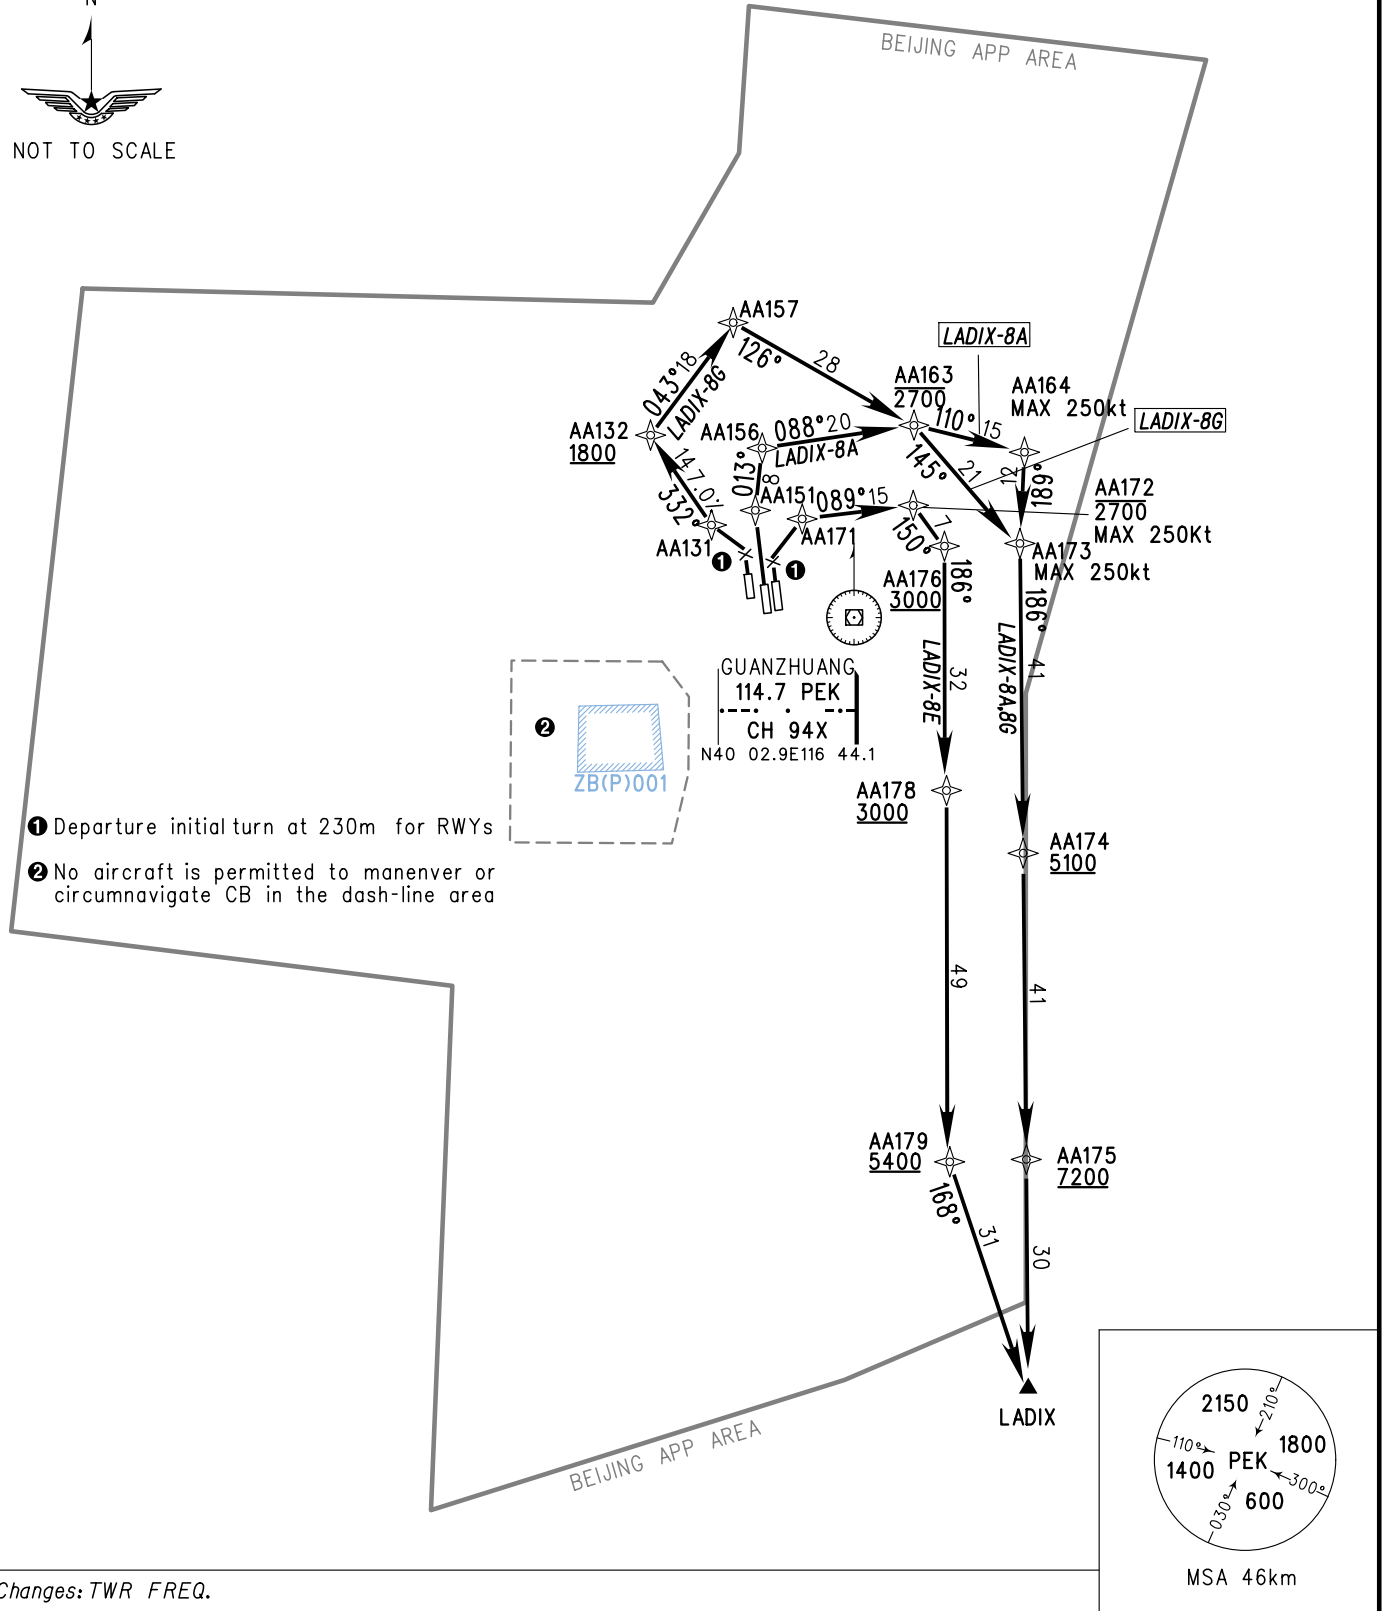 N
NOT TO SCALE
BEIJING APP AREA
AA157
126°
28
043°
18
LADIX-8G
LADIX-8A
AA163
2700
AA164
MAX 250kt
LADIX-8G
110°
15
AA132
1800
AA156
088°
20
LADIX-8A
145°
21
12
189°
14
7.0%
332°
013°
8
AA151
089°
15
AA172
2700
MAX 250Kt
AA131
AA171
150°
7
AA173
MAX 250kt
❶
❶
AA176
3000
186°
186°
GUANZHUANG
114.7 PEK
CH 94X
N40 02.9E116 44.1
LADIX-8E
32
LADIX-8A,8G
41
❷
ZB(P)001
AA178
3000
❶ Departure initial turn at 230m for RWYs
❷ No aircraft is permitted to manenver or
circumnavigate CB in the dash-line area
AA174
5100
49
41
AA179
5400
AA175
7200
168°
31
30
LADIX
BEIJING APP AREA
2150
210°
110°
1800
PEK
1400
300°
600
030°
MSA 46km
Changes: TWR FREQ.